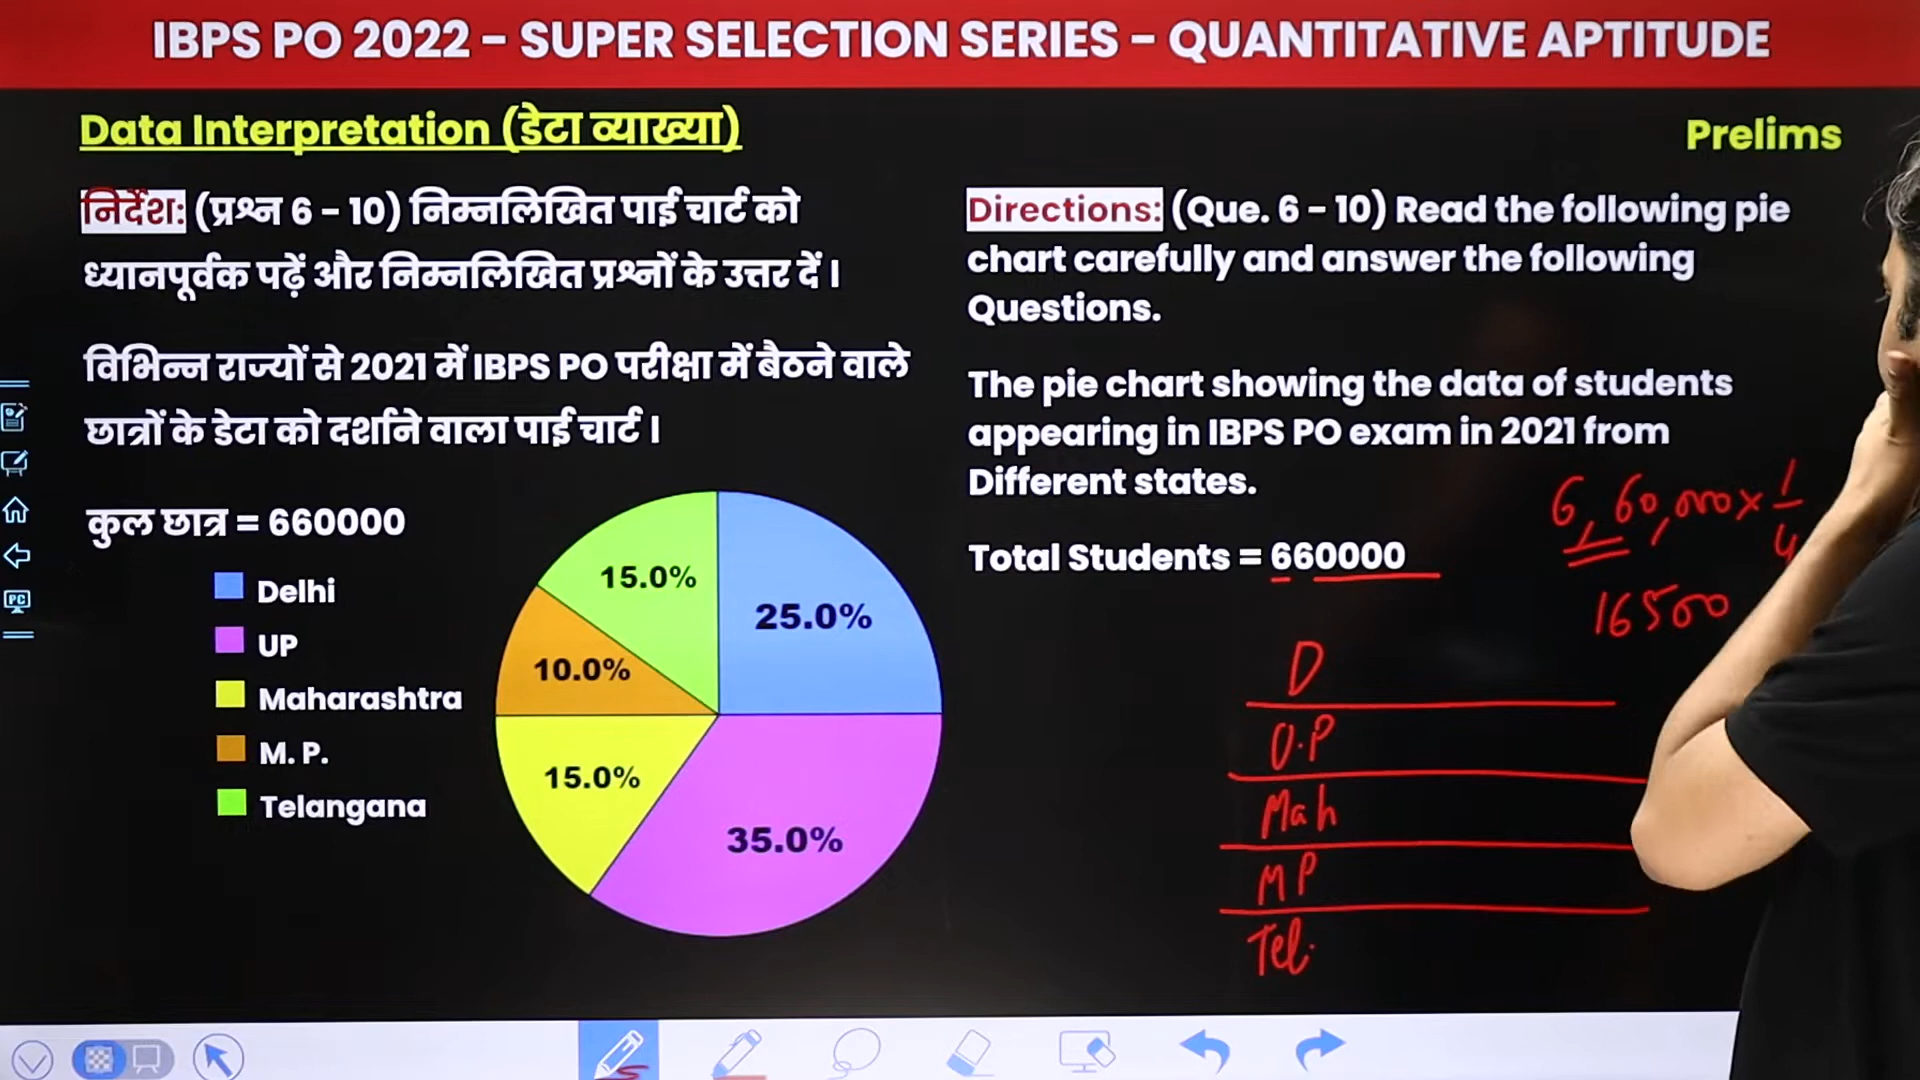 IBPS PO 2022 - SUPER SELECTION SERIES - QUANTITATIVE APTITUDE
Data Interpretation (डेटा व्याख्या)
Prelims
निर्देश: (प्रश्न 6 - 10) निम्नलिखित पाई चार्ट को
ध्यानपूर्वक पढ़ें और निम्नलिखित प्रश्नों के उत्तर दें ।
विभिन्न राज्यों से 2021 में IBPS PO परीक्षा में बैठने वाले
छात्रों के डेटा को दर्शाने वाला पाई चार्ट ।
कुल छात्र = 660000
Delhi
UP
Maharashtra
M. P.
Telangana
15.0%
25.0%
10.0%
15.0%
35.0%
Directions: (Que. 6 - 10) Read the following pie
chart carefully and answer the following
Questions.
The pie chart showing the data of students
appearing in IBPS PO exam in 2021 from
Different states.
Total Students = 660000
6,60,000 x 1/4
16500
D
U.P
Mah
MP
Tel.
PC